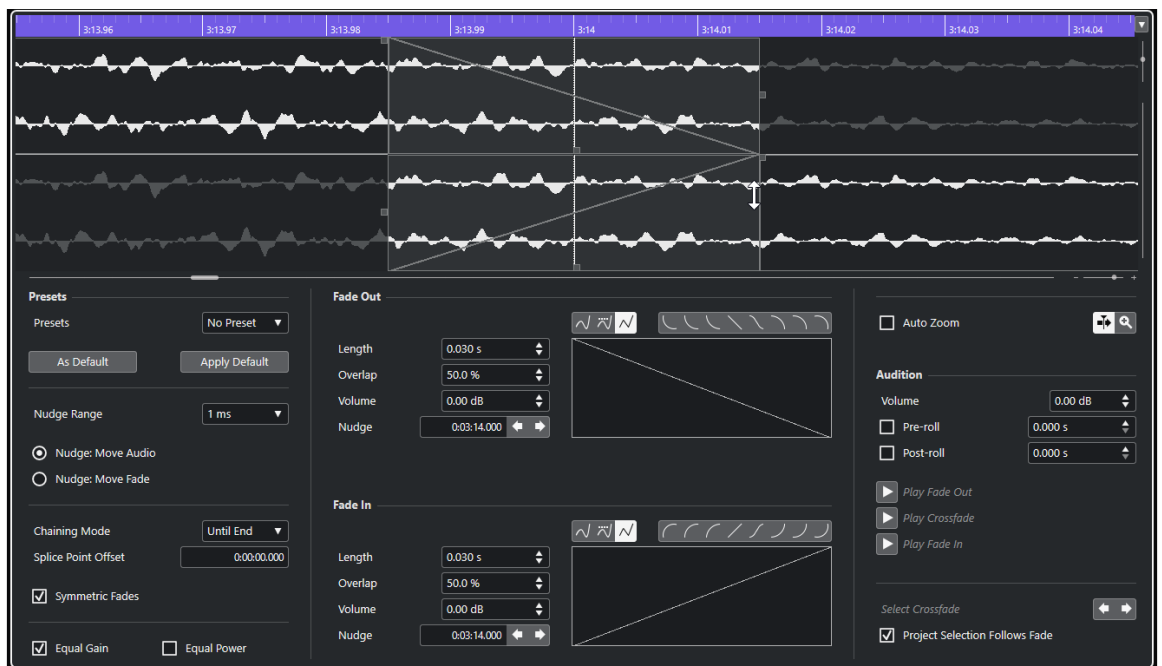 3:13.96 3:13.97 3:13.98 3:13.99 3:14 3:14.01 3:14.02 3:14.03 3:14.04
Presets
Presets No Preset
As Default Apply Default
Nudge Range 1 ms
Nudge: Move Audio
Nudge: Move Fade
Chaining Mode Until End
Splice Point Offset 0:00:00.000
Symmetric Fades
Equal Gain Equal Power
Fade Out
Length 0.030 s
Overlap 50.0 %
Volume 0.00 dB
Nudge 0:03:14.000
Fade In
Length 0.030 s
Overlap 50.0 %
Volume 0.00 dB
Nudge 0:03:14.000
Auto Zoom
Audition
Volume 0.00 dB
Pre-roll 0.000 s
Post-roll 0.000 s
Play Fade Out
Play Crossfade
Play Fade In
Select Crossfade
Project Selection Follows Fade